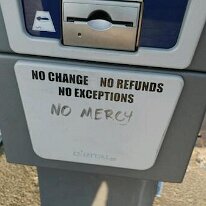 NO CHANGE NO REFUNDS
NO EXCEPTIONS
NO MERCY